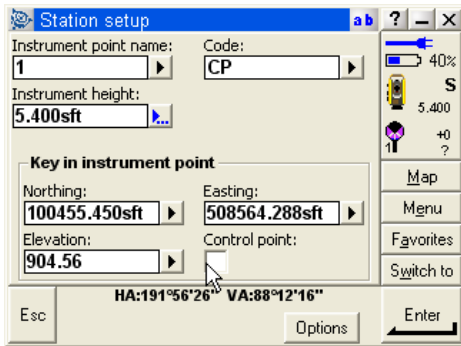 Station setup
ab
?
Instrument point name:
Code:
1
CP
Instrument height:
5.400sft
Key in instrument point
Northing:
Easting:
100455.450sft
508564.288sft
Elevation:
Control point:
904.56
HA:191°56'26" VA:88°12'16"
Esc
Options
40%
S
5.400
+0
1
?
Map
Menu
Favorites
Switch to
Enter